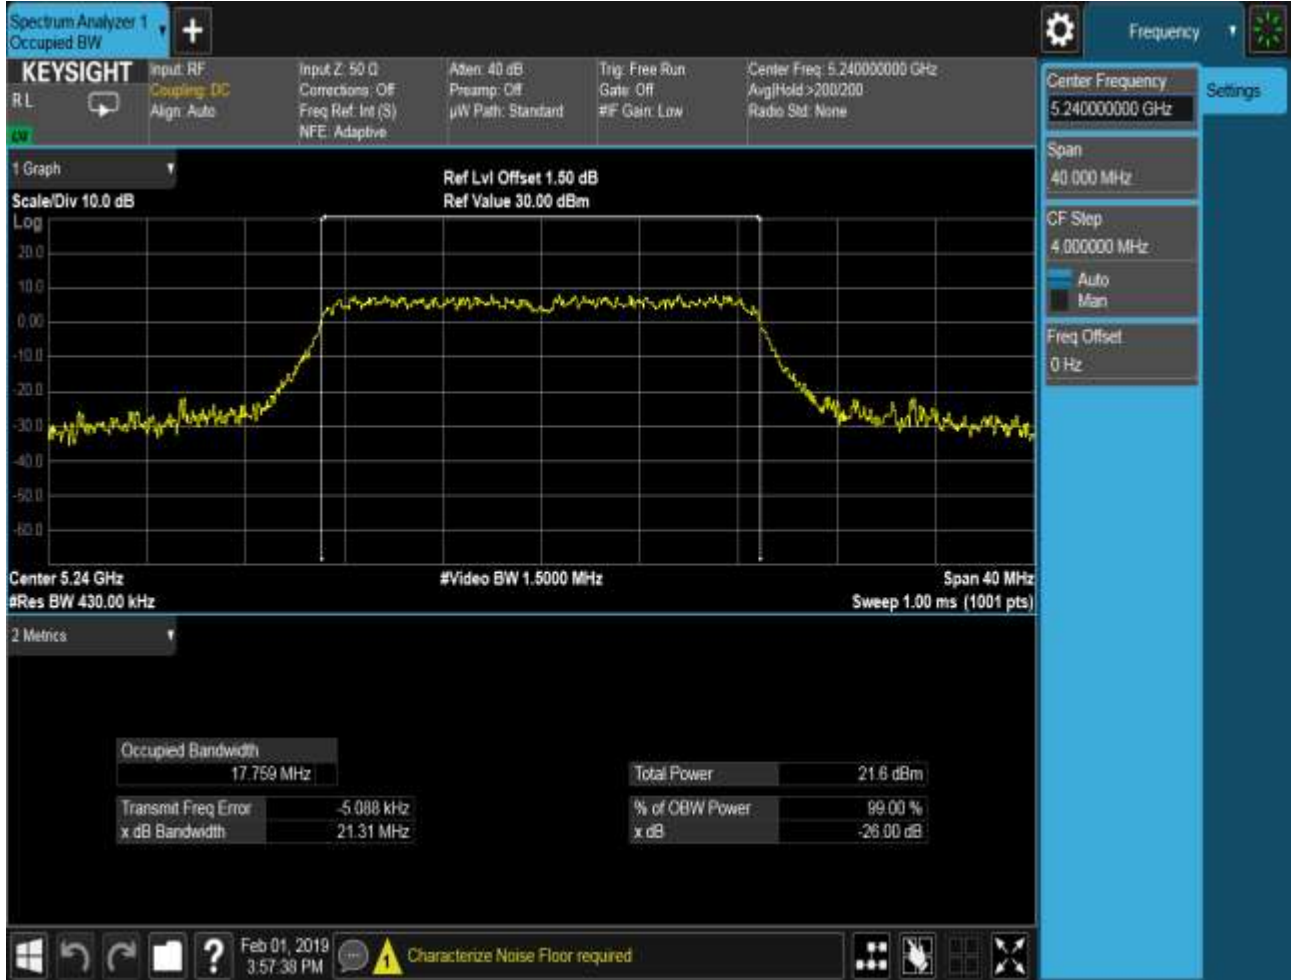 Spectrum Analyzer 1
Occupied BW
Frequency
KEYSIGHT
R L
LXI
Input: RF
Coupling: DC
Align: Auto
Input Z: 50 Ω
Corrections: Off
Freq Ref: Int (S)
NFE: Adaptive
Atten: 40 dB
Preamp: Off
µW Path: Standard
Trig: Free Run
Gate: Off
#IF Gain: Low
Center Freq: 5.240000000 GHz
Avg|Hold:>200/200
Radio Std: None
Center Frequency
5.240000000 GHz
Settings
Span
40.000 MHz
CF Step
4.000000 MHz
Auto
Man
Freq Offset
0 Hz
1 Graph
Scale/Div 10.0 dB
Ref Lvl Offset 1.50 dB
Ref Value 30.00 dBm
Log
20.0
10.0
0.00
-10.0
-20.0
-30.0
-40.0
-50.0
-60.0
Center 5.24 GHz
#Video BW 1.5000 MHz
Span 40 MHz
#Res BW 430.00 kHz
Sweep 1.00 ms (1001 pts)
2 Metrics
Occupied Bandwidth
17.759 MHz
Transmit Freq Error -5.088 kHz
x dB Bandwidth 21.31 MHz
Total Power 21.6 dBm
% of OBW Power 99.00 %
x dB -26.00 dB
Feb 01, 2019
3:57:38 PM
1
Characterize Noise Floor required